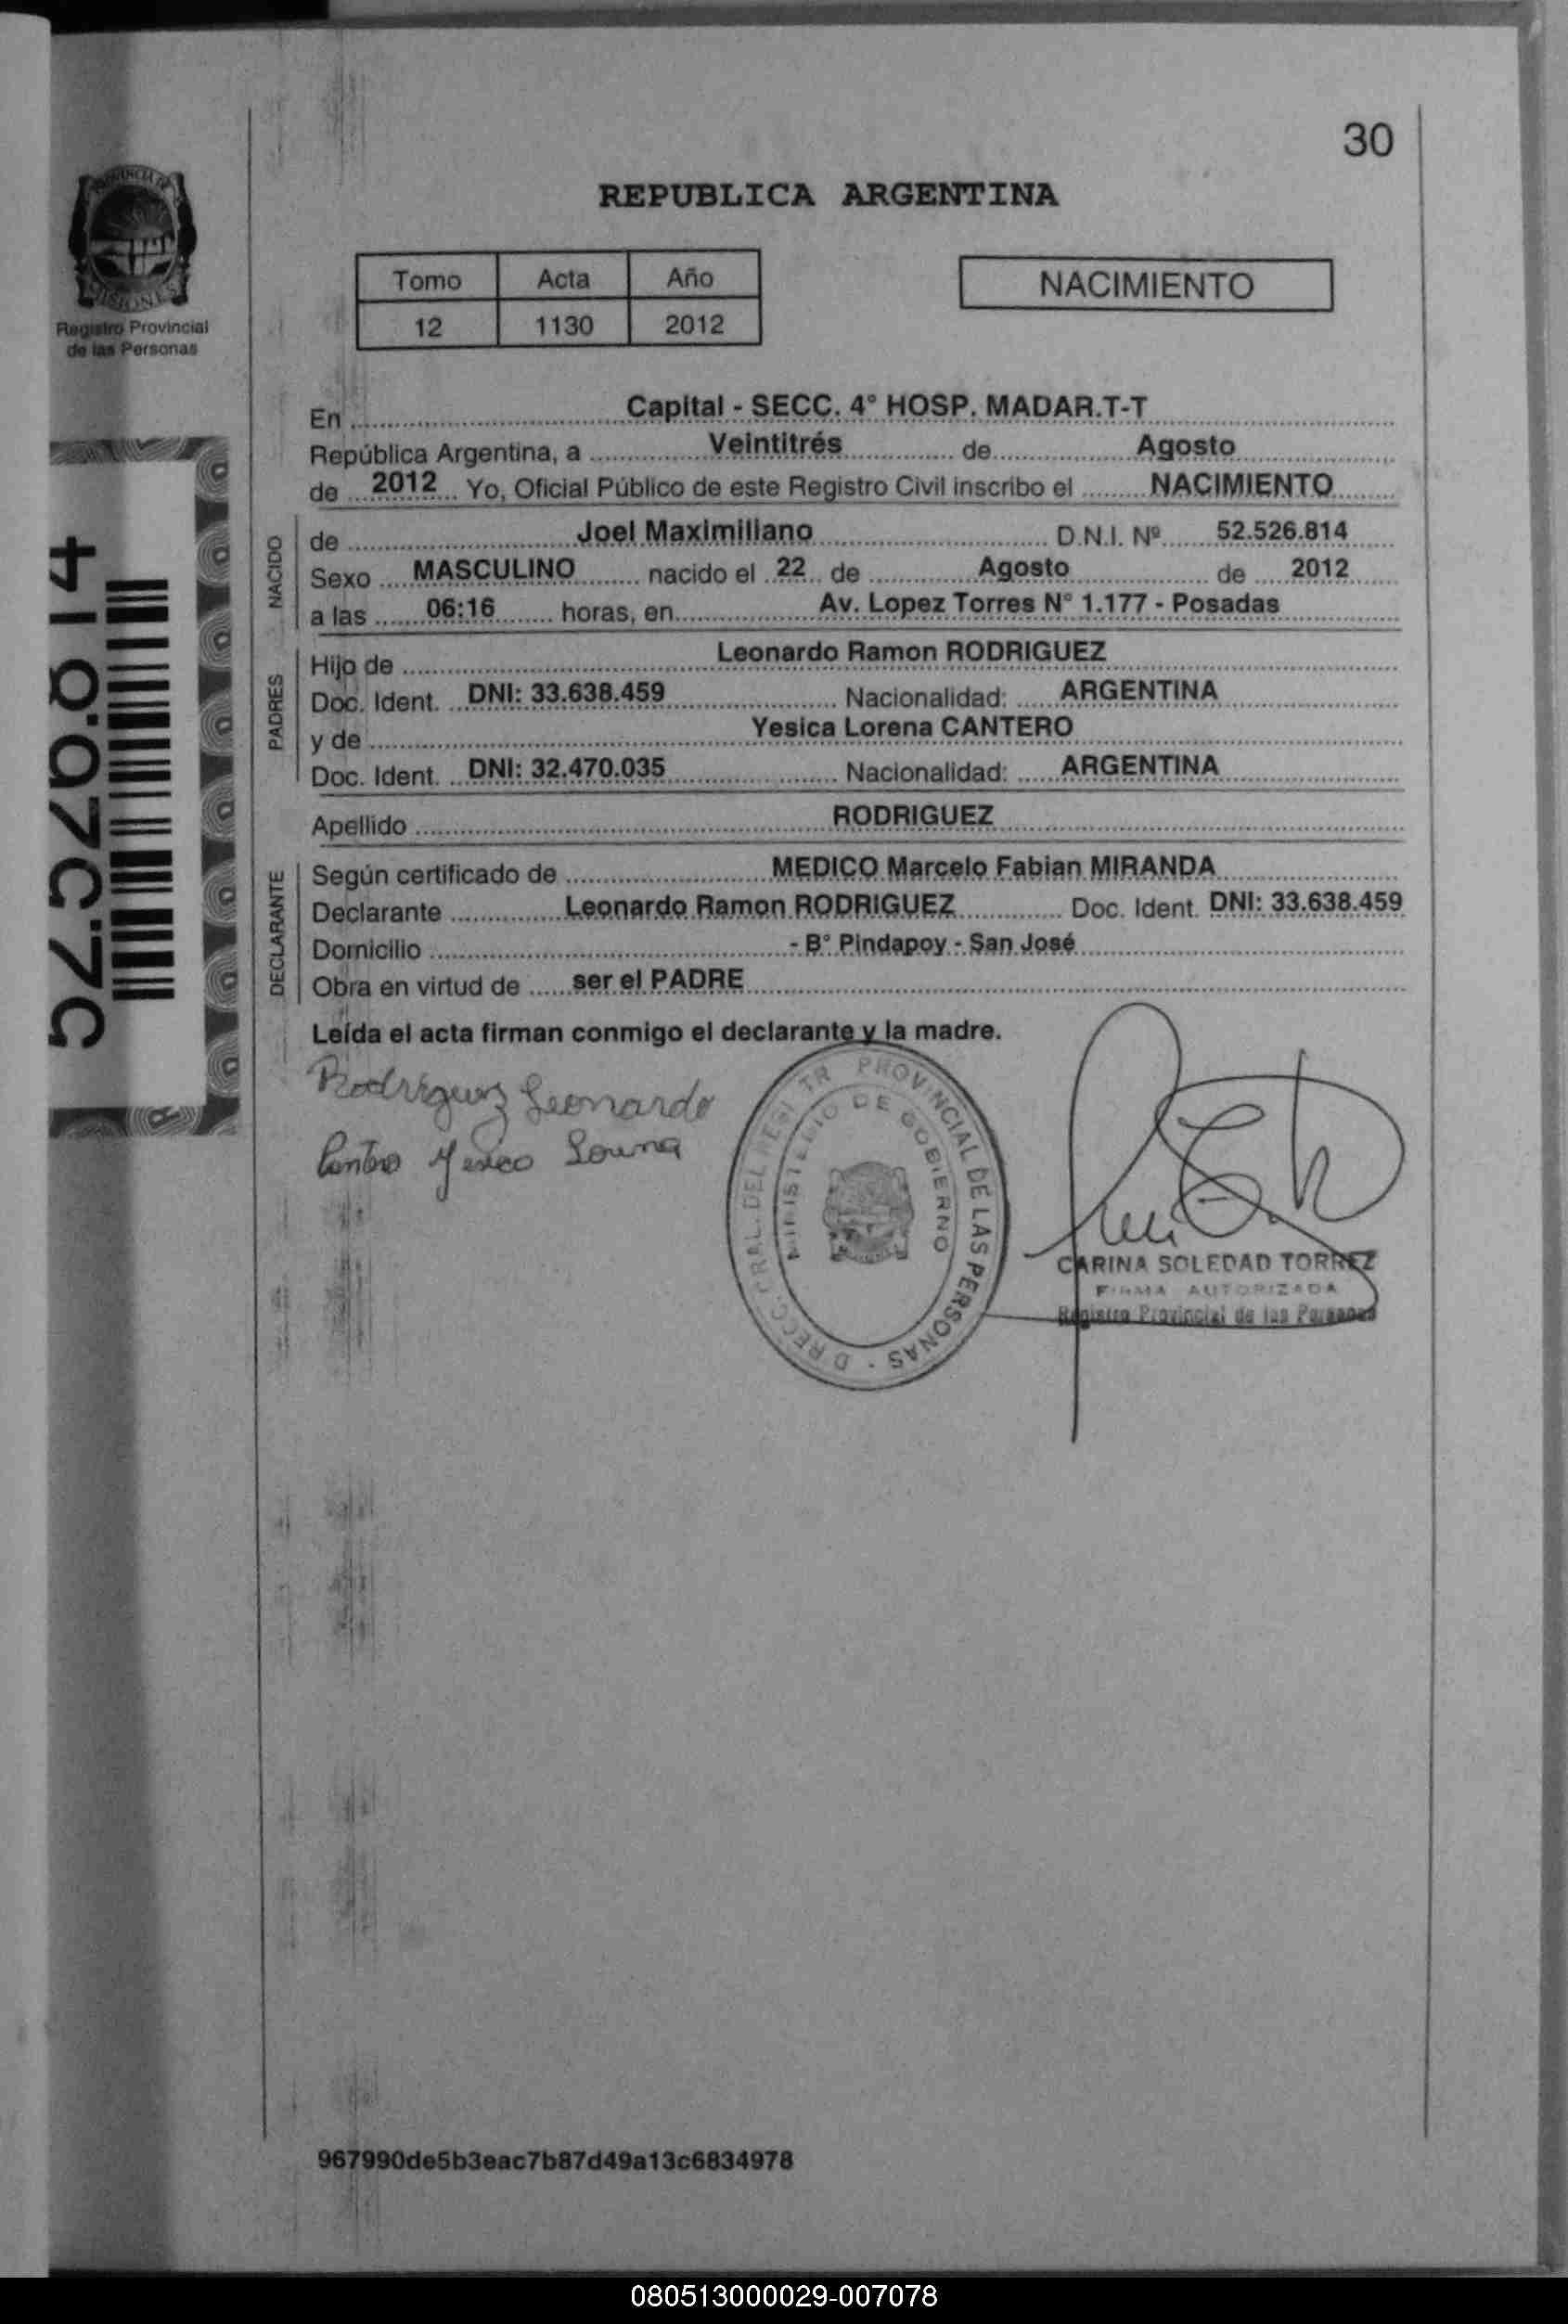 30
REPUBLICA ARGENTINA
PROVINCIA DE
MISIONES
Registro Provincial
de las Personas
Tomo Acta Año
12 1130 2012
NACIMIENTO
En Capital - SECC. 4° HOSP. MADAR.T-T
República Argentina, a Veintitrés de Agosto
de 2012 Yo, Oficial Público de este Registro Civil inscribo el NACIMIENTO
NACIDO
de Joel Maximiliano D.N.I. Nº 52.526.814
Sexo MASCULINO nacido el 22 de Agosto de 2012
a las 06:16 horas, en Av. Lopez Torres N° 1.177 - Posadas
PADRES
Hijo de Leonardo Ramon RODRIGUEZ
Doc. Ident. DNI: 33.638.459 Nacionalidad: ARGENTINA
y de Yesica Lorena CANTERO
Doc. Ident. DNI: 32.470.035 Nacionalidad: ARGENTINA
Apellido RODRIGUEZ
DECLARANTE
Según certificado de MEDICO Marcelo Fabian MIRANDA
Declarante Leonardo Ramon RODRIGUEZ Doc. Ident. DNI: 33.638.459
Domicilio - B° Pindapoy - San José
Obra en virtud de ser el PADRE
Leída el acta firman conmigo el declarante y la madre.
Rodriguez Leonardo
PROVINCIAL DE LAS PERSONAS
MINISTERIO DE GOBIERNO
CARINA SOLEDAD TORREZ
FIRMA AUTORIZADA
Registro Provincial de las Personas
967990de5b3eac7b87d49a13c6834978
080513000029-007078